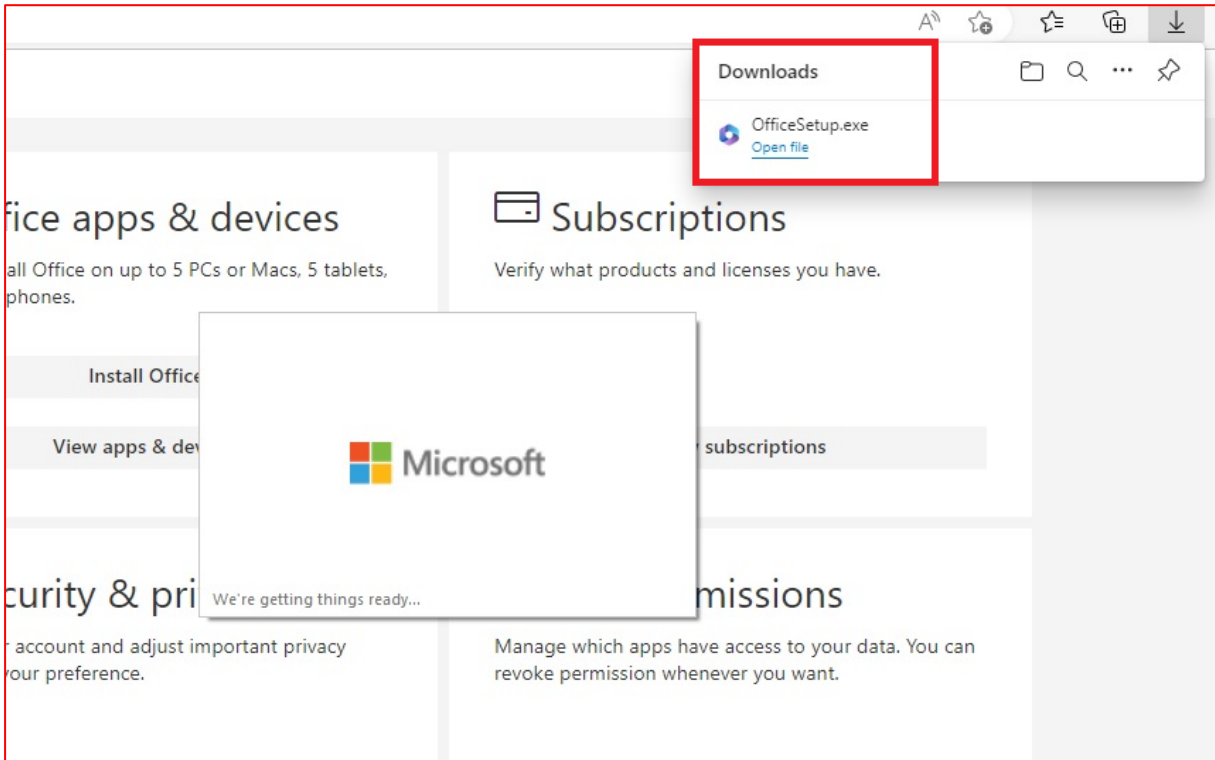 Downloads
OfficeSetup.exe
Open file
fice apps & devices
all Office on up to 5 PCs or Macs, 5 tablets,
phones.
Install Office
View apps & dev
Subscriptions
Verify what products and licenses you have.
subscriptions
Microsoft
We're getting things ready...
curity & pri
account and adjust important privacy
your preference.
missions
Manage which apps have access to your data. You can
revoke permission whenever you want.